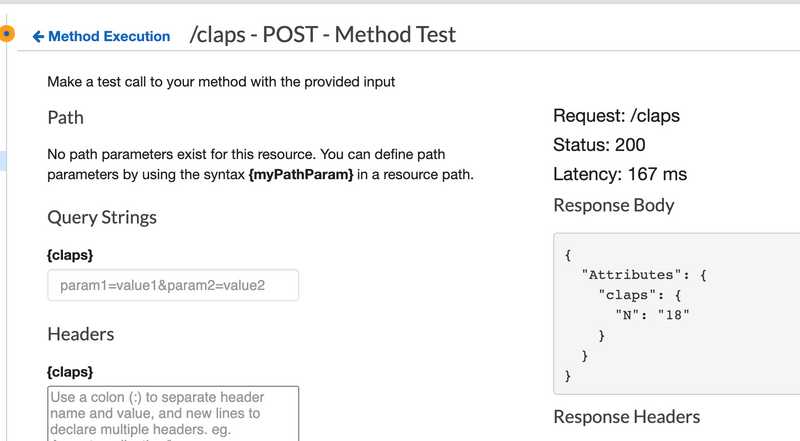 ← Method Execution /claps - POST - Method Test
Make a test call to your method with the provided input
Path
No path parameters exist for this resource. You can define path
parameters by using the syntax {myPathParam} in a resource path.
Query Strings
{claps}
param1=value1&param2=value2
Headers
{claps}
Use a colon (:) to separate header
name and value, and new lines to
declare multiple headers. eg.
Request: /claps
Status: 200
Latency: 167 ms
Response Body
{
  "Attributes": {
    "claps": {
      "N": "18"
    }
  }
}
Response Headers